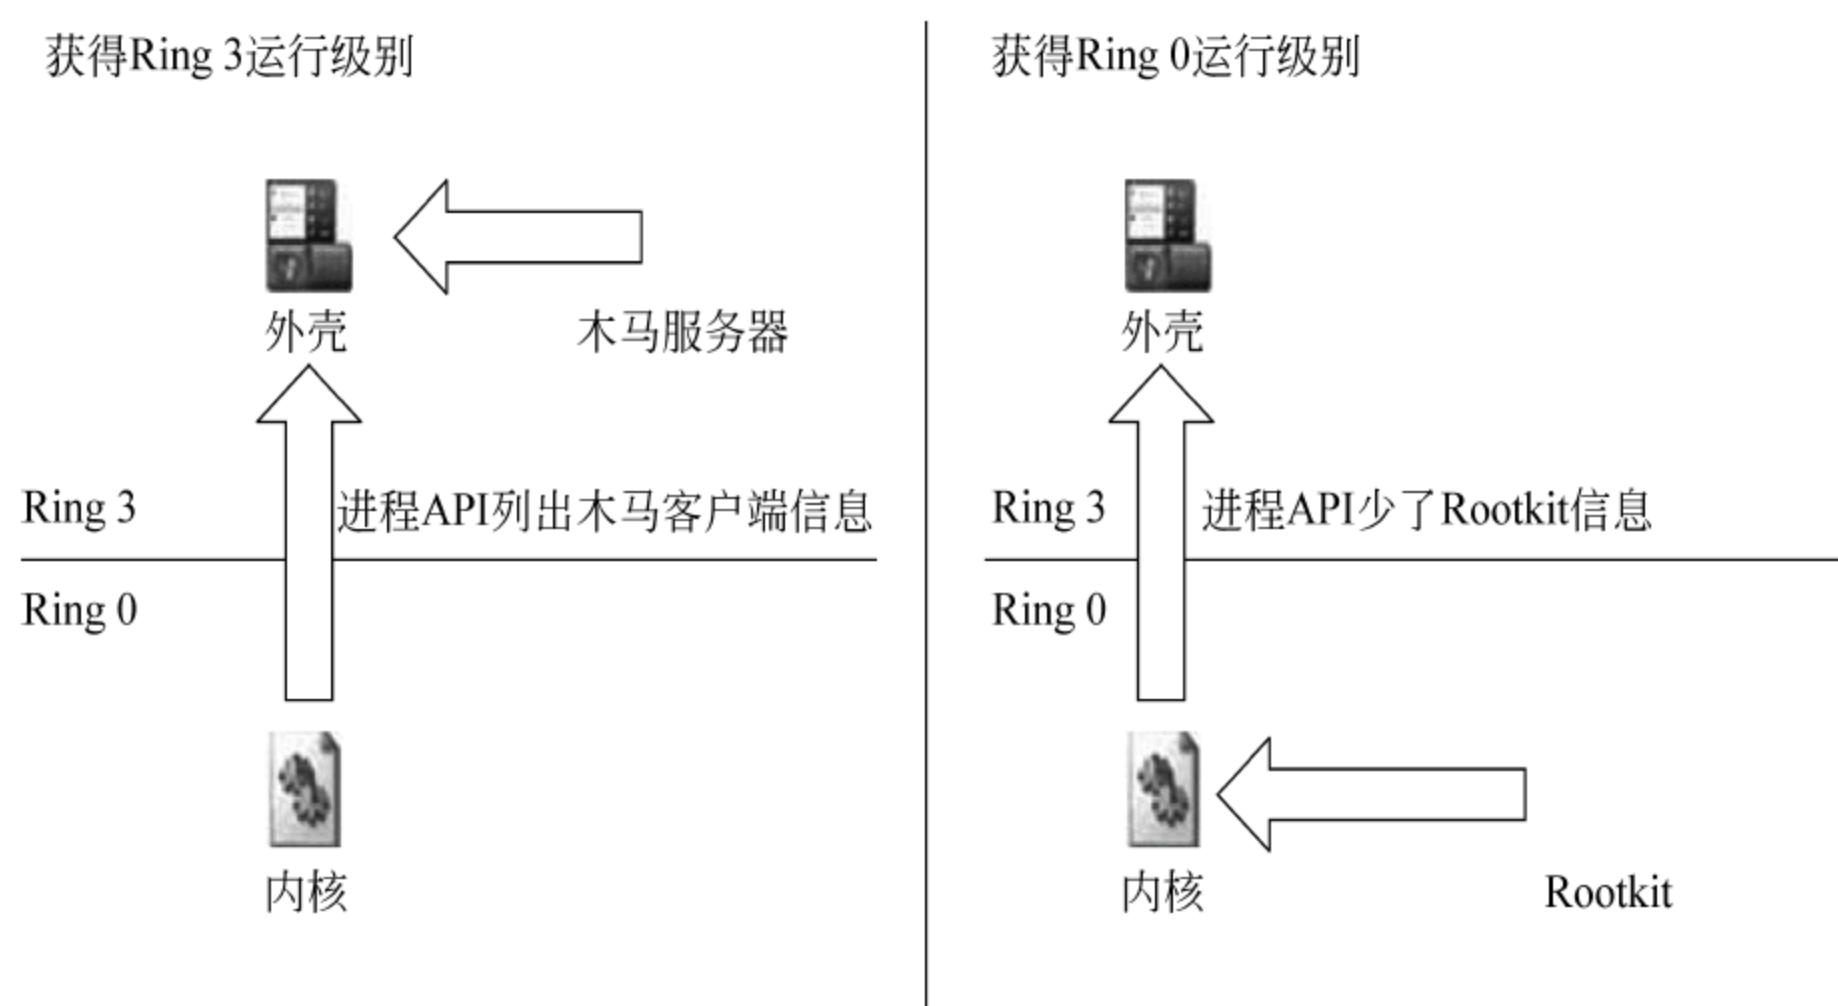 获得Ring 3运行级别
外壳
木马服务器
Ring 3
进程API列出木马客户端信息
Ring 0
内核
获得Ring 0运行级别
外壳
Ring 3
进程API少了Rootkit信息
Ring 0
内核
Rootkit